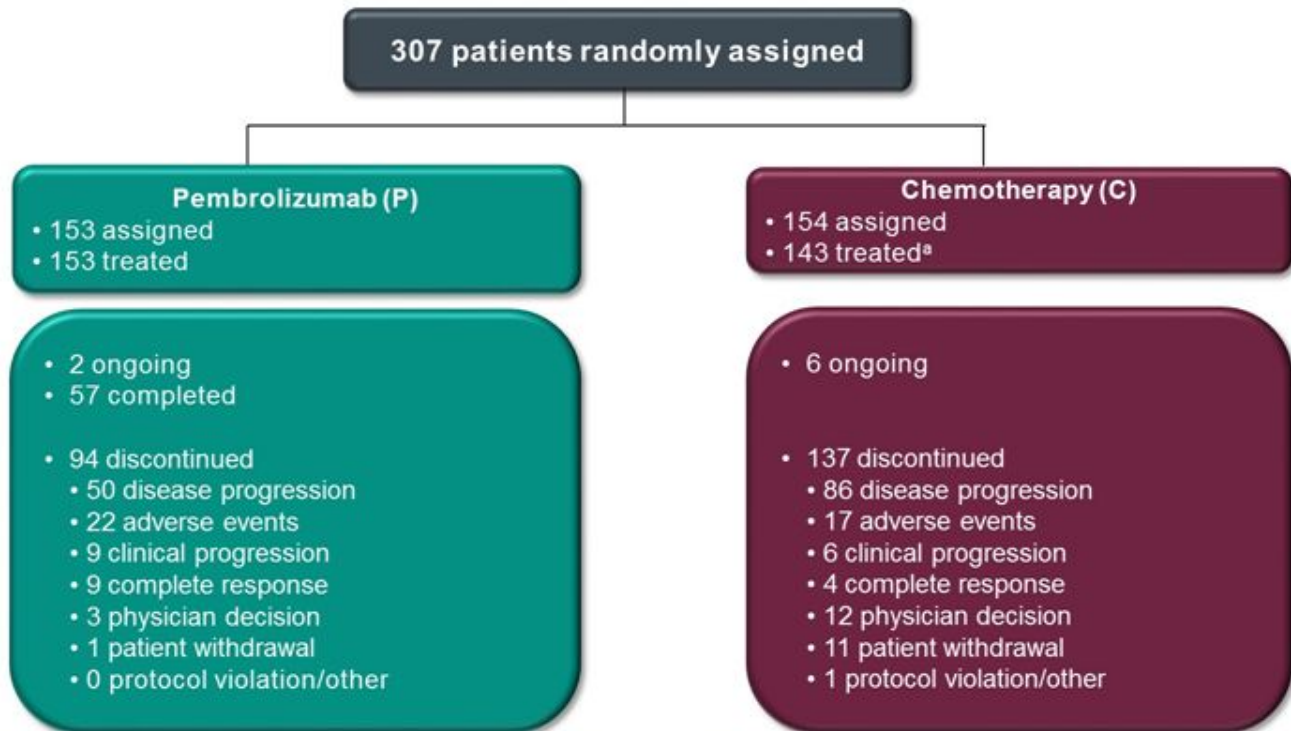 307 patients randomly assigned
Pembrolizumab (P)
• 153 assigned
• 153 treated
Chemotherapy (C)
• 154 assigned
• 143 treatedᵃ
• 2 ongoing
• 57 completed
• 94 discontinued
• 50 disease progression
• 22 adverse events
• 9 clinical progression
• 9 complete response
• 3 physician decision
• 1 patient withdrawal
• 0 protocol violation/other
• 6 ongoing
• 137 discontinued
• 86 disease progression
• 17 adverse events
• 6 clinical progression
• 4 complete response
• 12 physician decision
• 11 patient withdrawal
• 1 protocol violation/other